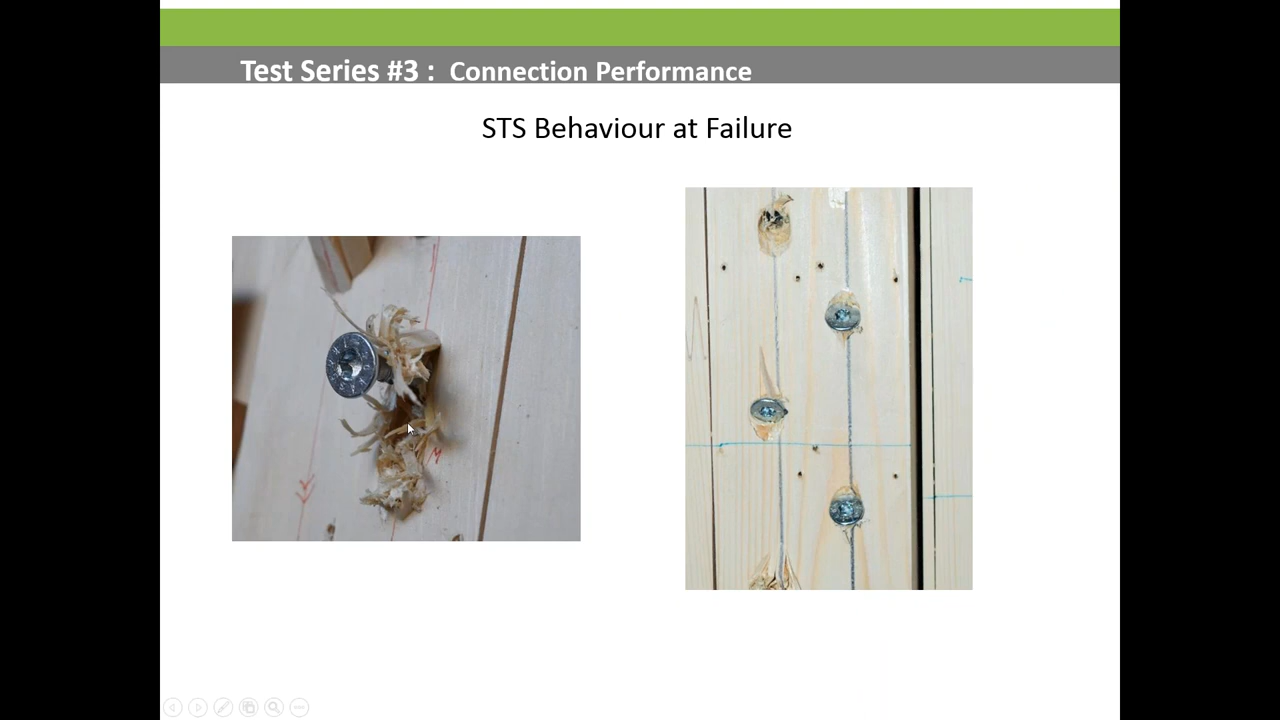 Test Series #3 : Connection Performance
STS Behaviour at Failure